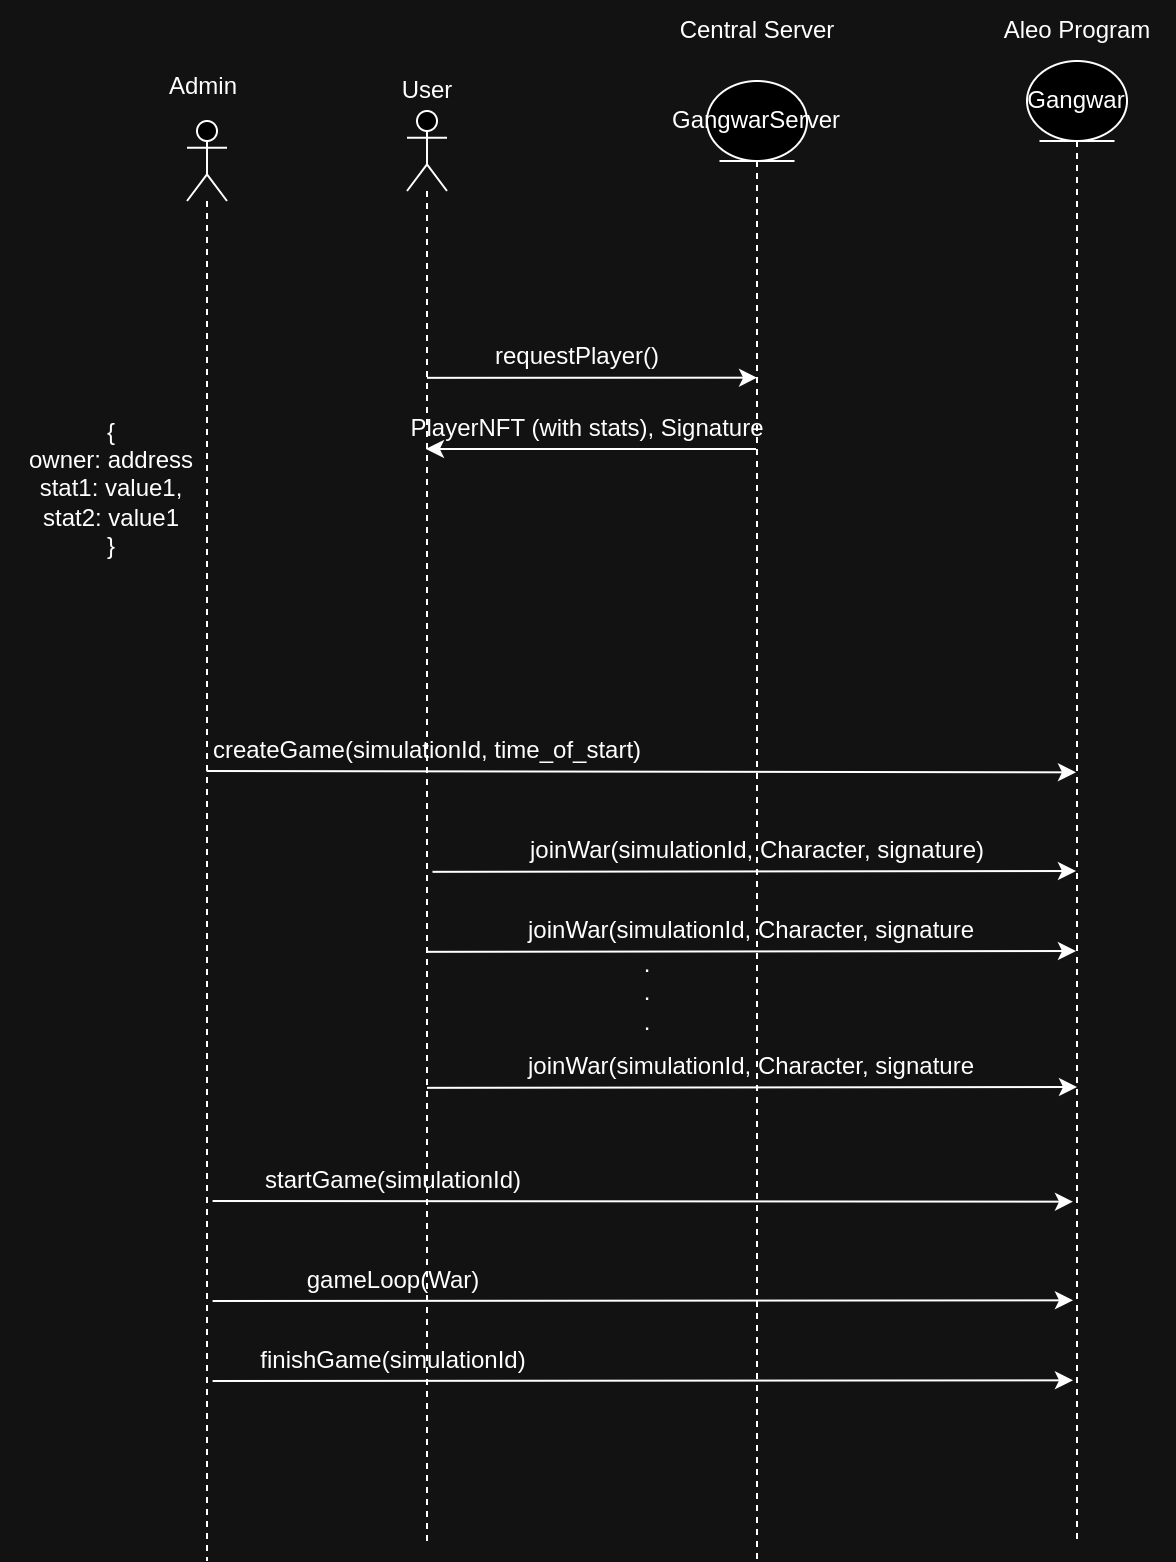 Central Server
Aleo Program
Admin
User
GangwarServer
Gangwar
requestPlayer()
PlayerNFT (with stats), Signature
{
owner: address
stat1: value1,
stat2: value1
}
createGame(simulationId, time_of_start)
joinWar(simulationId, Character, signature)
joinWar(simulationId, Character, signature
.
.
.
joinWar(simulationId, Character, signature
startGame(simulationId)
gameLoop(War)
finishGame(simulationId)